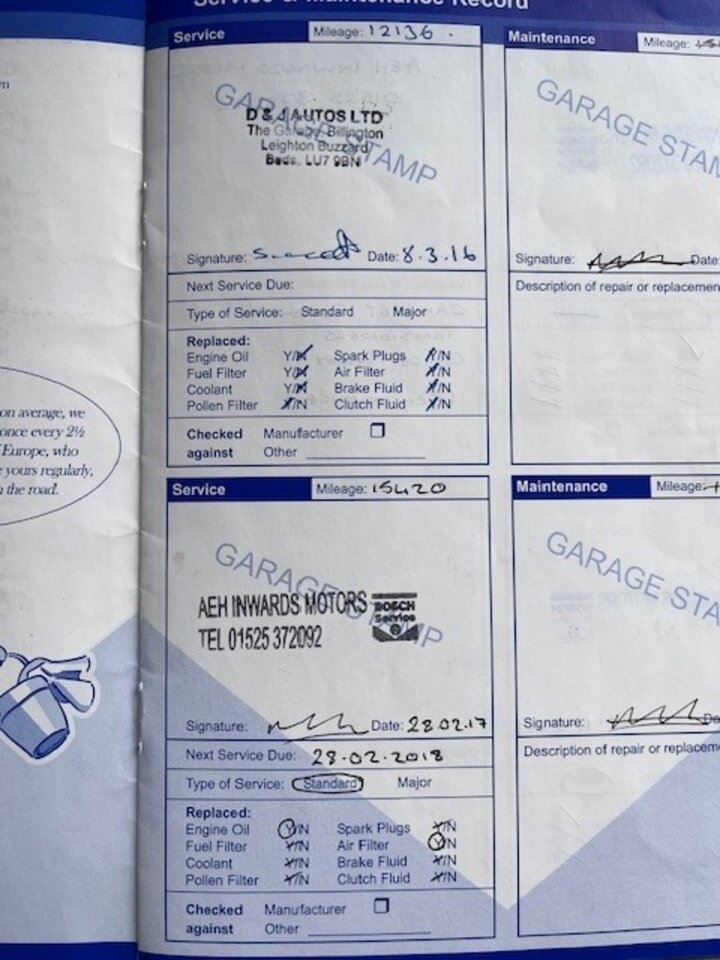 Service & Maintenance Record
Service Mileage: 12136
GARAGE STAMP
D & J AUTOS LTD
The Garage, Billington
Leighton Buzzard
Beds. LU7 9BN
Signature: Date: 8.3.16
Next Service Due:
Type of Service: Standard Major
Replaced:
Engine Oil Y/N Spark Plugs Y/N
Fuel Filter Y/N Air Filter Y/N
Coolant Y/N Brake Fluid Y/N
Pollen Filter Y/N Clutch Fluid Y/N
Checked Manufacturer
against Other
Service Mileage: 15420
GARAGE STAMP
AEH INWARDS MOTORS BOSCH
Service
TEL 01525 372092
Signature: Date: 28.02.17
Next Service Due: 28.02.2018
Type of Service: Standard Major
Replaced:
Engine Oil Y/N Spark Plugs Y/N
Fuel Filter Y/N Air Filter Y/N
Coolant Y/N Brake Fluid Y/N
Pollen Filter Y/N Clutch Fluid Y/N
Checked Manufacturer
against Other
Maintenance Mileage:
GARAGE STAM
Signature: Date:
Description of repair or replacemen
Maintenance Mileage:
GARAGE STA
Signature: Da
Description of repair or replaceme
on average, we
once every 2½
Europe, who
yours regularly,
the road.